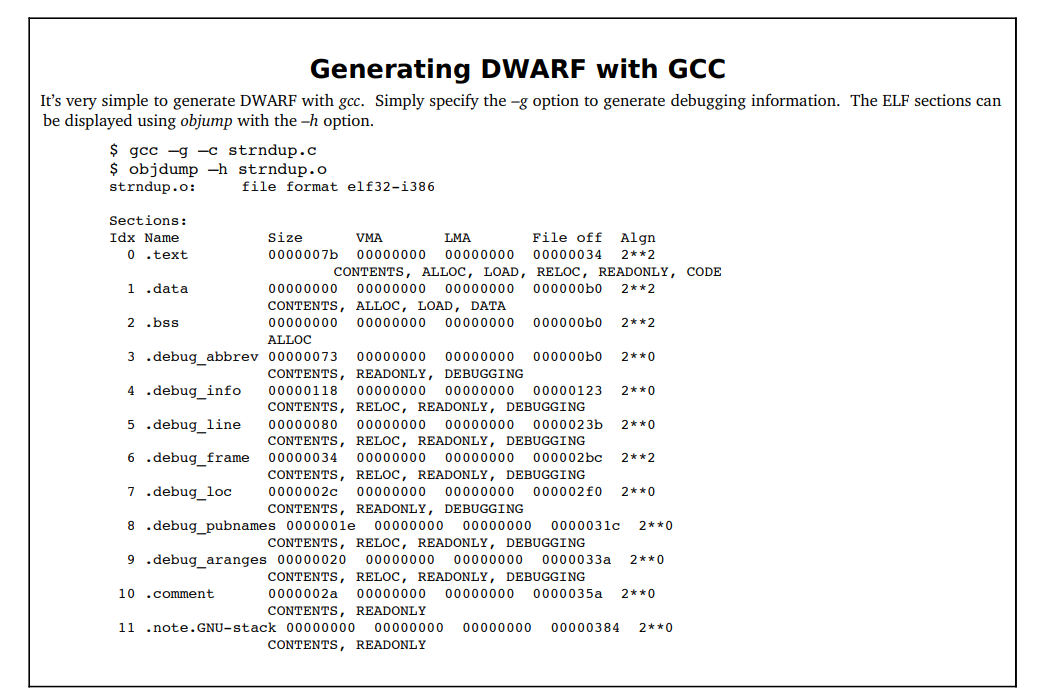 Generating DWARF with GCC
It’s very simple to generate DWARF with gcc.  Simply specify the –g option to generate debugging information.  The ELF sections can
be displayed using objump with the –h option.
$ gcc –g –c strndup.c
$ objdump –h strndup.o
strndup.o:     file format elf32-i386
Sections:
Idx Name          Size      VMA       LMA       File off  Algn
  0 .text         0000007b  00000000  00000000  00000034  2**2
                  CONTENTS, ALLOC, LOAD, RELOC, READONLY, CODE
  1 .data         00000000  00000000  00000000  000000b0  2**2
                  CONTENTS, ALLOC, LOAD, DATA
  2 .bss          00000000  00000000  00000000  000000b0  2**2
                  ALLOC
  3 .debug_abbrev 00000073  00000000  00000000  000000b0  2**0
                  CONTENTS, READONLY, DEBUGGING
  4 .debug_info   00000118  00000000  00000000  00000123  2**0
                  CONTENTS, RELOC, READONLY, DEBUGGING
  5 .debug_line   00000080  00000000  00000000  0000023b  2**0
                  CONTENTS, RELOC, READONLY, DEBUGGING
  6 .debug_frame  00000034  00000000  00000000  000002bc  2**2
                  CONTENTS, RELOC, READONLY, DEBUGGING
  7 .debug_loc    0000002c  00000000  00000000  000002f0  2**0
                  CONTENTS, READONLY, DEBUGGING
  8 .debug_pubnames 0000001e  00000000  00000000  0000031c  2**0
                  CONTENTS, RELOC, READONLY, DEBUGGING
  9 .debug_aranges 00000020  00000000  00000000  0000033a  2**0
                  CONTENTS, RELOC, READONLY, DEBUGGING
 10 .comment      0000002a  00000000  00000000  0000035a  2**0
                  CONTENTS, READONLY
 11 .note.GNU-stack 00000000  00000000  00000000  00000384  2**0
                  CONTENTS, READONLY